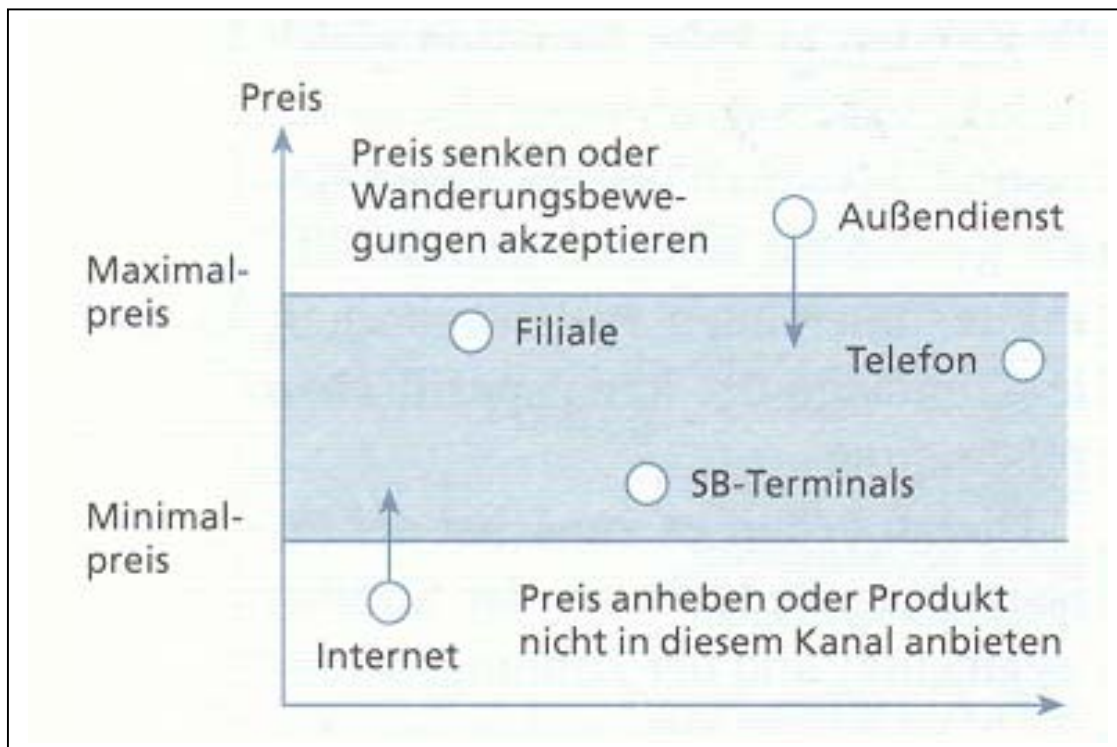 Preis
Preis senken oder
Wanderungsbewe-
gungen akzeptieren
Außendienst
Maximal-
preis
Filiale
Telefon
SB-Terminals
Minimal-
preis
Preis anheben oder Produkt
nicht in diesem Kanal anbieten
Internet